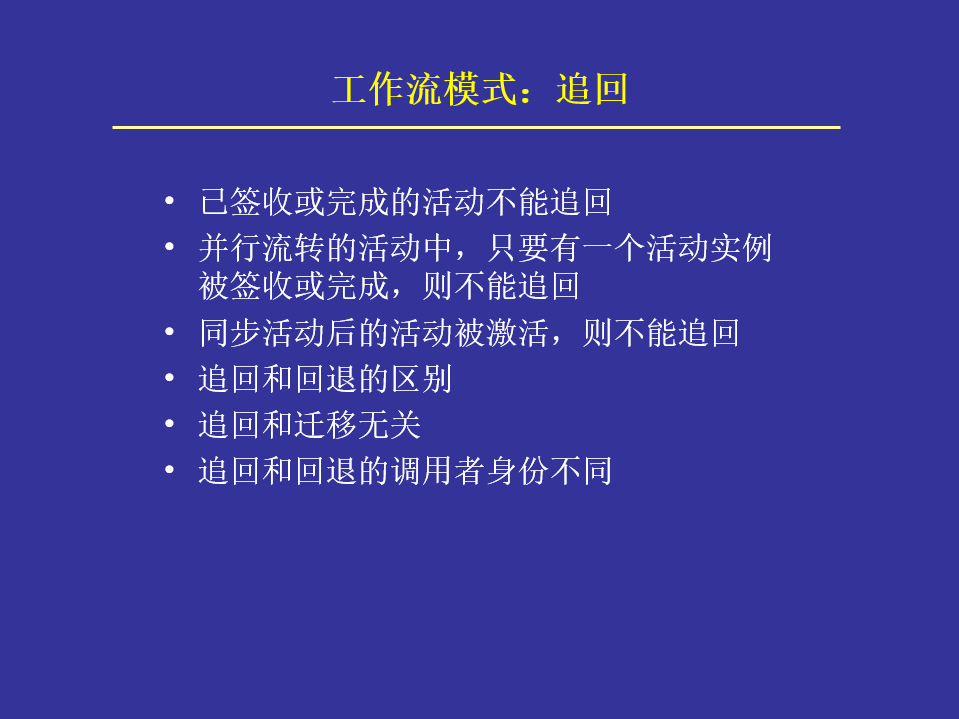 工作流模式：追回
• 已签收或完成的活动不能追回
• 并行流转的活动中，只要有一个活动实例
被签收或完成，则不能追回
• 同步活动后的活动被激活，则不能追回
• 追回和回退的区别
• 追回和迁移无关
• 追回和回退的调用者身份不同